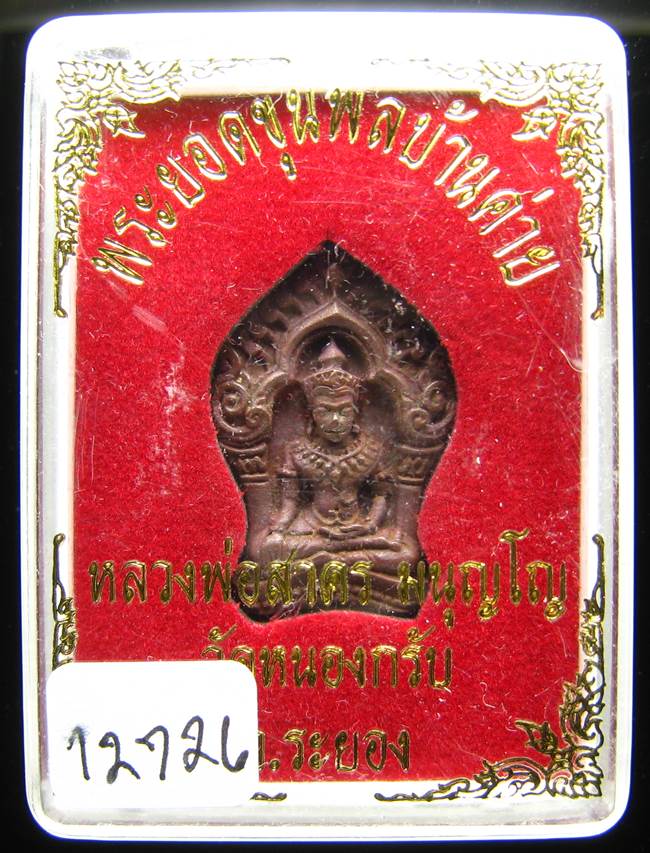 พระยอดขุนพลบ้านค่าย
หลวงพ่อสาคร มนุญโญ
วัดหนองกรับ
จ.ระยอง
12726